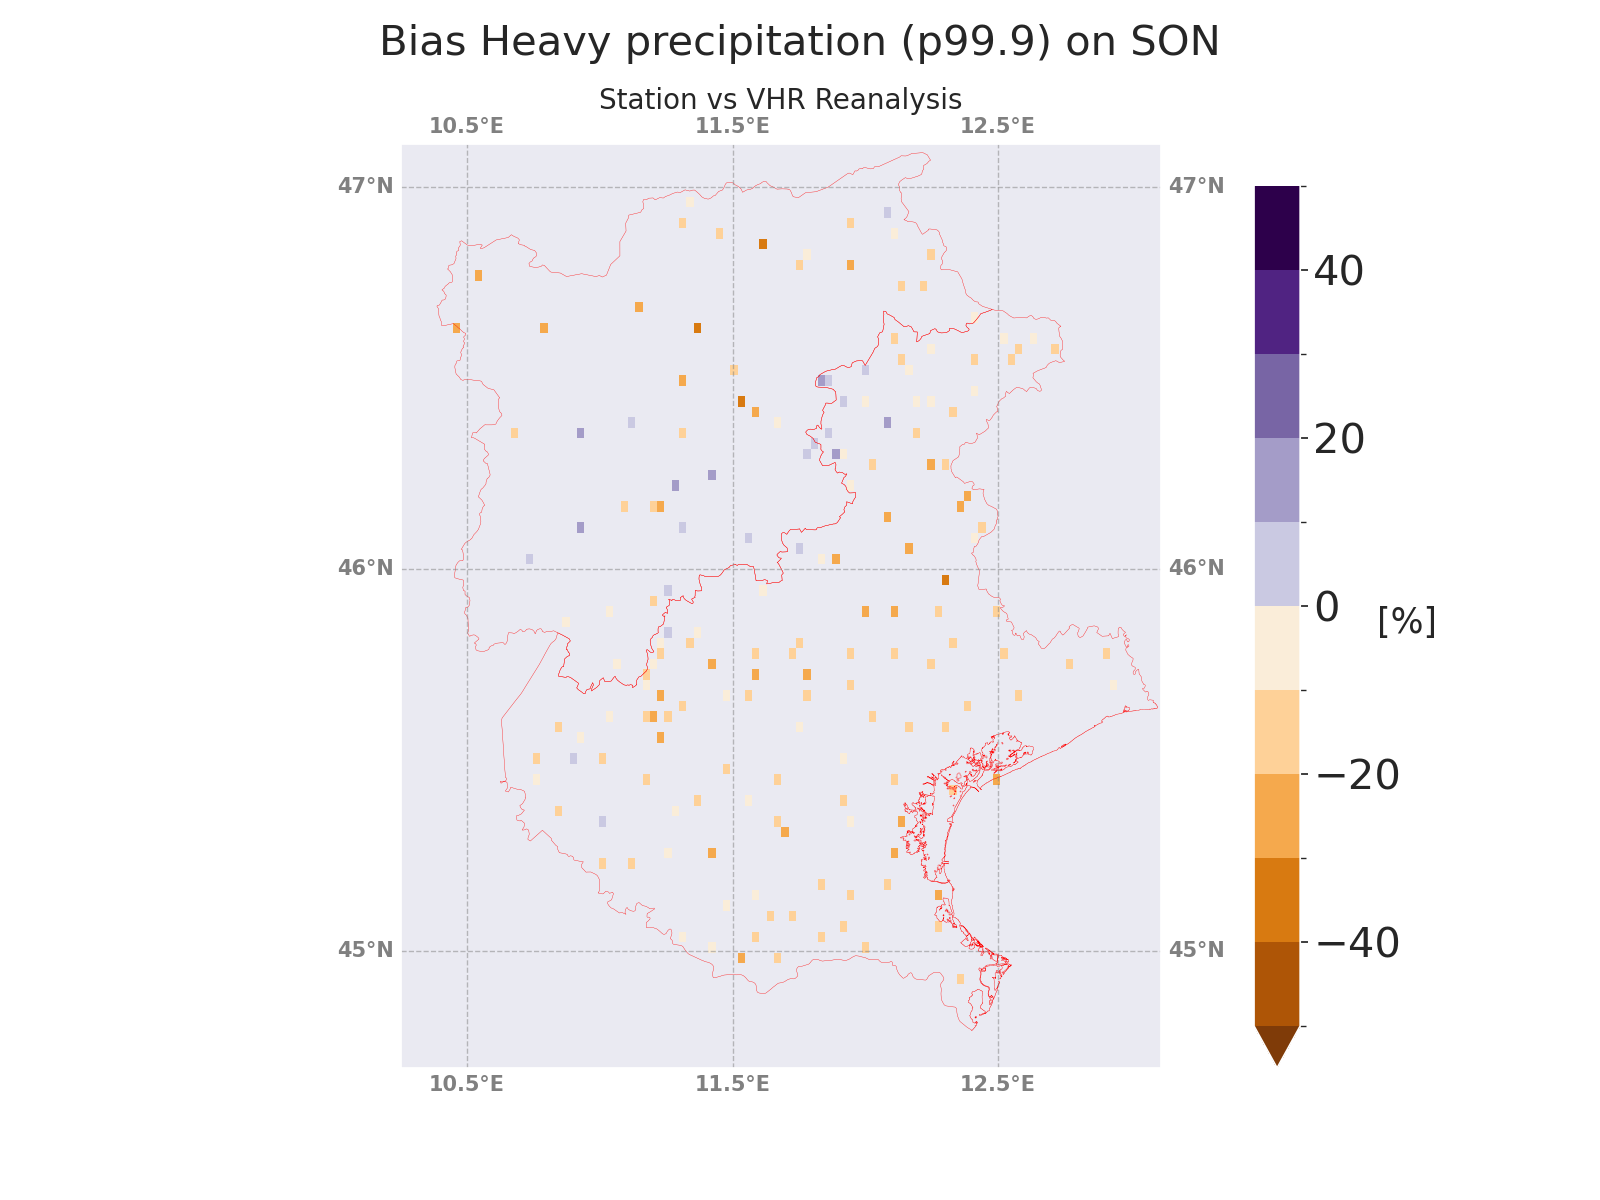 Bias Heavy precipitation (p99.9) on SON
Station vs VHR Reanalysis
10.5°E 11.5°E 12.5°E
47°N 47°N
46°N 46°N
45°N 45°N
10.5°E 11.5°E 12.5°E
40
20
0
−20
−40
[%]